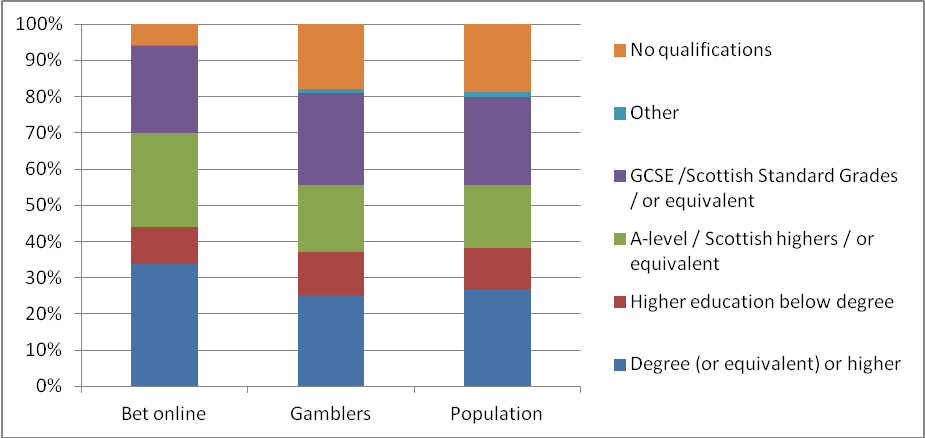 100%
90%
80%
70%
60%
50%
40%
30%
20%
10%
0%
Bet online
Gamblers
Population
No qualifications
Other
GCSE /Scottish Standard Grades
/ or equivalent
A-level / Scottish highers / or
equivalent
Higher education below degree
Degree (or equivalent) or higher